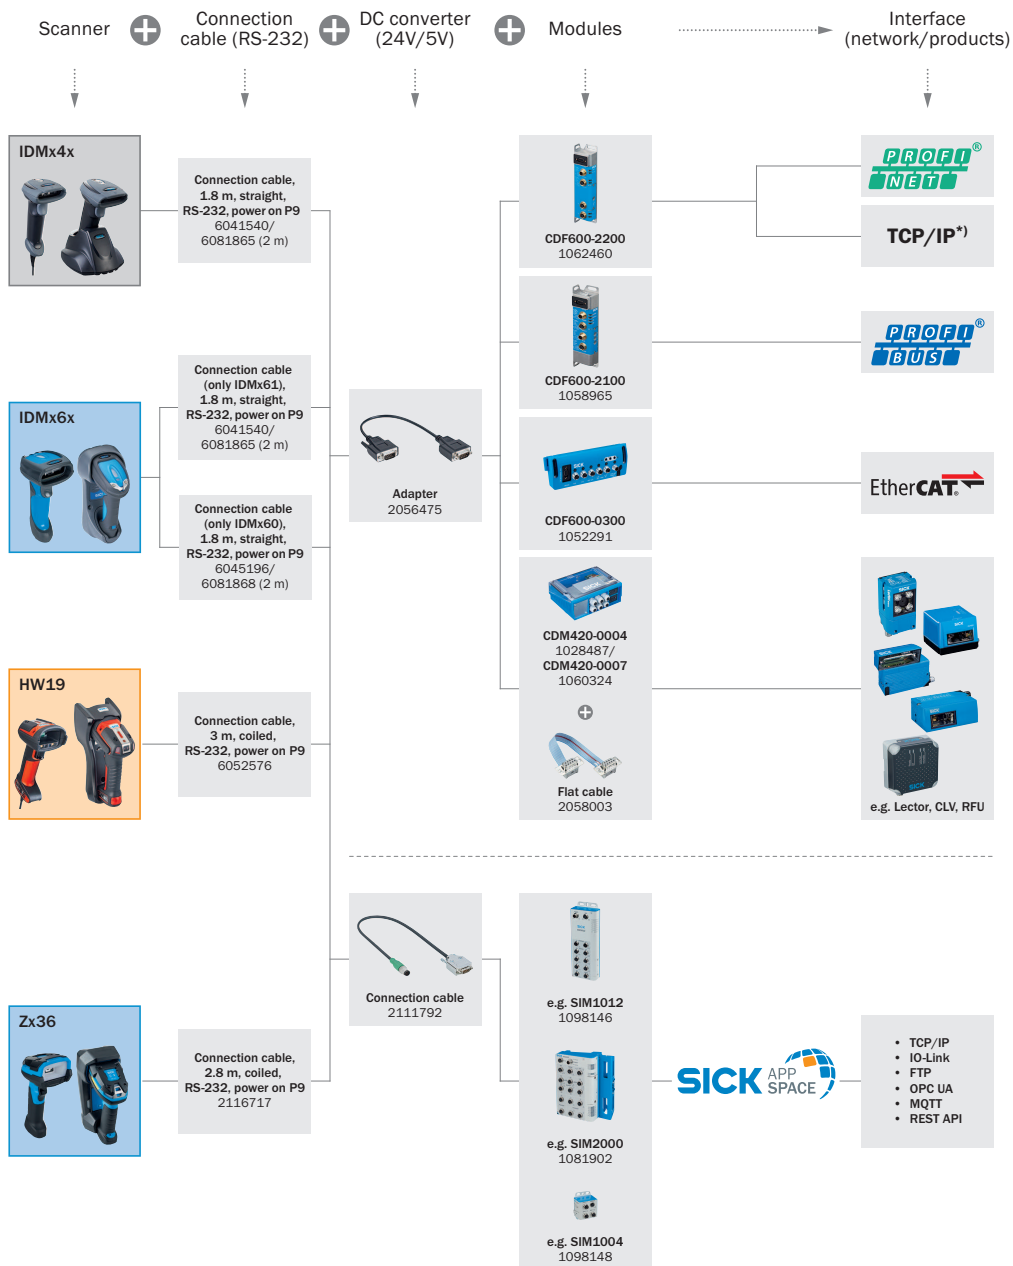 Scanner
Connection
cable (RS-232)
DC converter
(24V/5V)
Modules
Interface
(network/products)
IDMx4x
Connection cable,
1.8 m, straight,
RS-232, power on P9
6041540/
6081865 (2 m)
CDF600-2200
1062460
PROFI®
NET
TCP/IP*)
CDF600-2100
1058965
PROFI®
BUS
IDMx6x
Connection cable
(only IDMx61),
1.8 m, straight,
RS-232, power on P9
6041540/
6081865 (2 m)
Connection cable
(only IDMx60),
1.8 m, straight,
RS-232, power on P9
6045196/
6081868 (2 m)
Adapter
2056475
SICK
CDF600-0300
1052291
EtherCAT®
SICK
CDM420-0004
1028487/
CDM420-0007
1060324
Flat cable
2058003
SICK
SICK
SICK
e.g. Lector, CLV, RFU
HW19
Connection cable,
3 m, coiled,
RS-232, power on P9
6052576
Zx36
Connection cable,
2.8 m, coiled,
RS-232, power on P9
2116717
Connection cable
2111792
e.g. SIM1012
1098146
e.g. SIM2000
1081902
e.g. SIM1004
1098148
SICK APP
SPACE
• TCP/IP
• IO-Link
• FTP
• OPC UA
• MQTT
• REST API